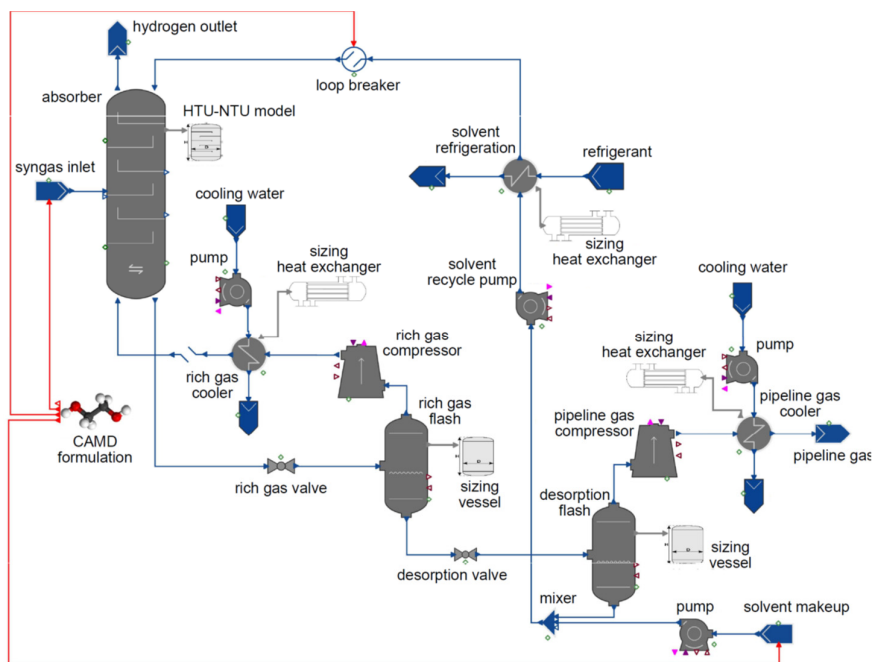 hydrogen outlet
loop breaker
absorber
HTU-NTU model
solvent
refrigeration
refrigerant
syngas inlet
cooling water
sizing
heat exchanger
pump
sizing
heat exchanger
solvent
recycle pump
cooling water
rich gas
compressor
sizing
heat exchanger
pump
rich gas
cooler
pipeline gas
cooler
rich gas
flash
pipeline gas
compressor
CAMD
formulation
pipeline gas
rich gas valve
sizing
vessel
desorption
flash
sizing
vessel
desorption valve
mixer
pump
solvent makeup